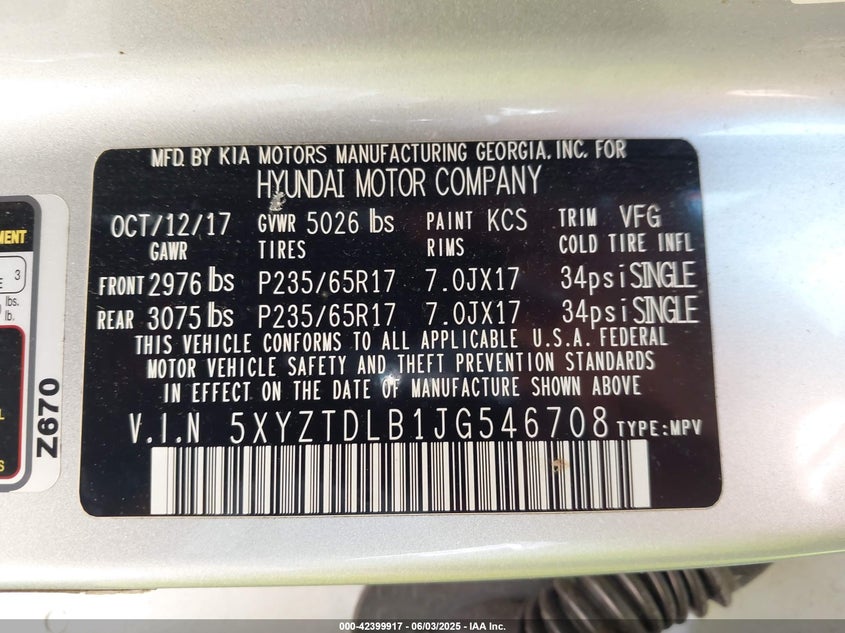 MFD. BY KIA MOTORS MANUFACTURING GEORGIA, INC. FOR
HYUNDAI MOTOR COMPANY
OCT/12/17 GVWR 5026 lbs PAINT KCS TRIM VFG
GAWR TIRES RIMS COLD TIRE INFL
FRONT 2976 lbs P235/65R17 7.0JX17 34psi SINGLE
REAR 3075 lbs P235/65R17 7.0JX17 34psi SINGLE
THIS VEHICLE CONFORMS TO ALL APPLICABLE U.S.A. FEDERAL
MOTOR VEHICLE SAFETY AND THEFT PREVENTION STANDARDS
IN EFFECT ON THE DATE OF MANUFACTURE SHOWN ABOVE
V.I.N 5XYZTDLB1JG546708 TYPE:MPV
3
lbs.
lb.
Z670
000-42399917 - 06/03/2025 - IAA Inc.